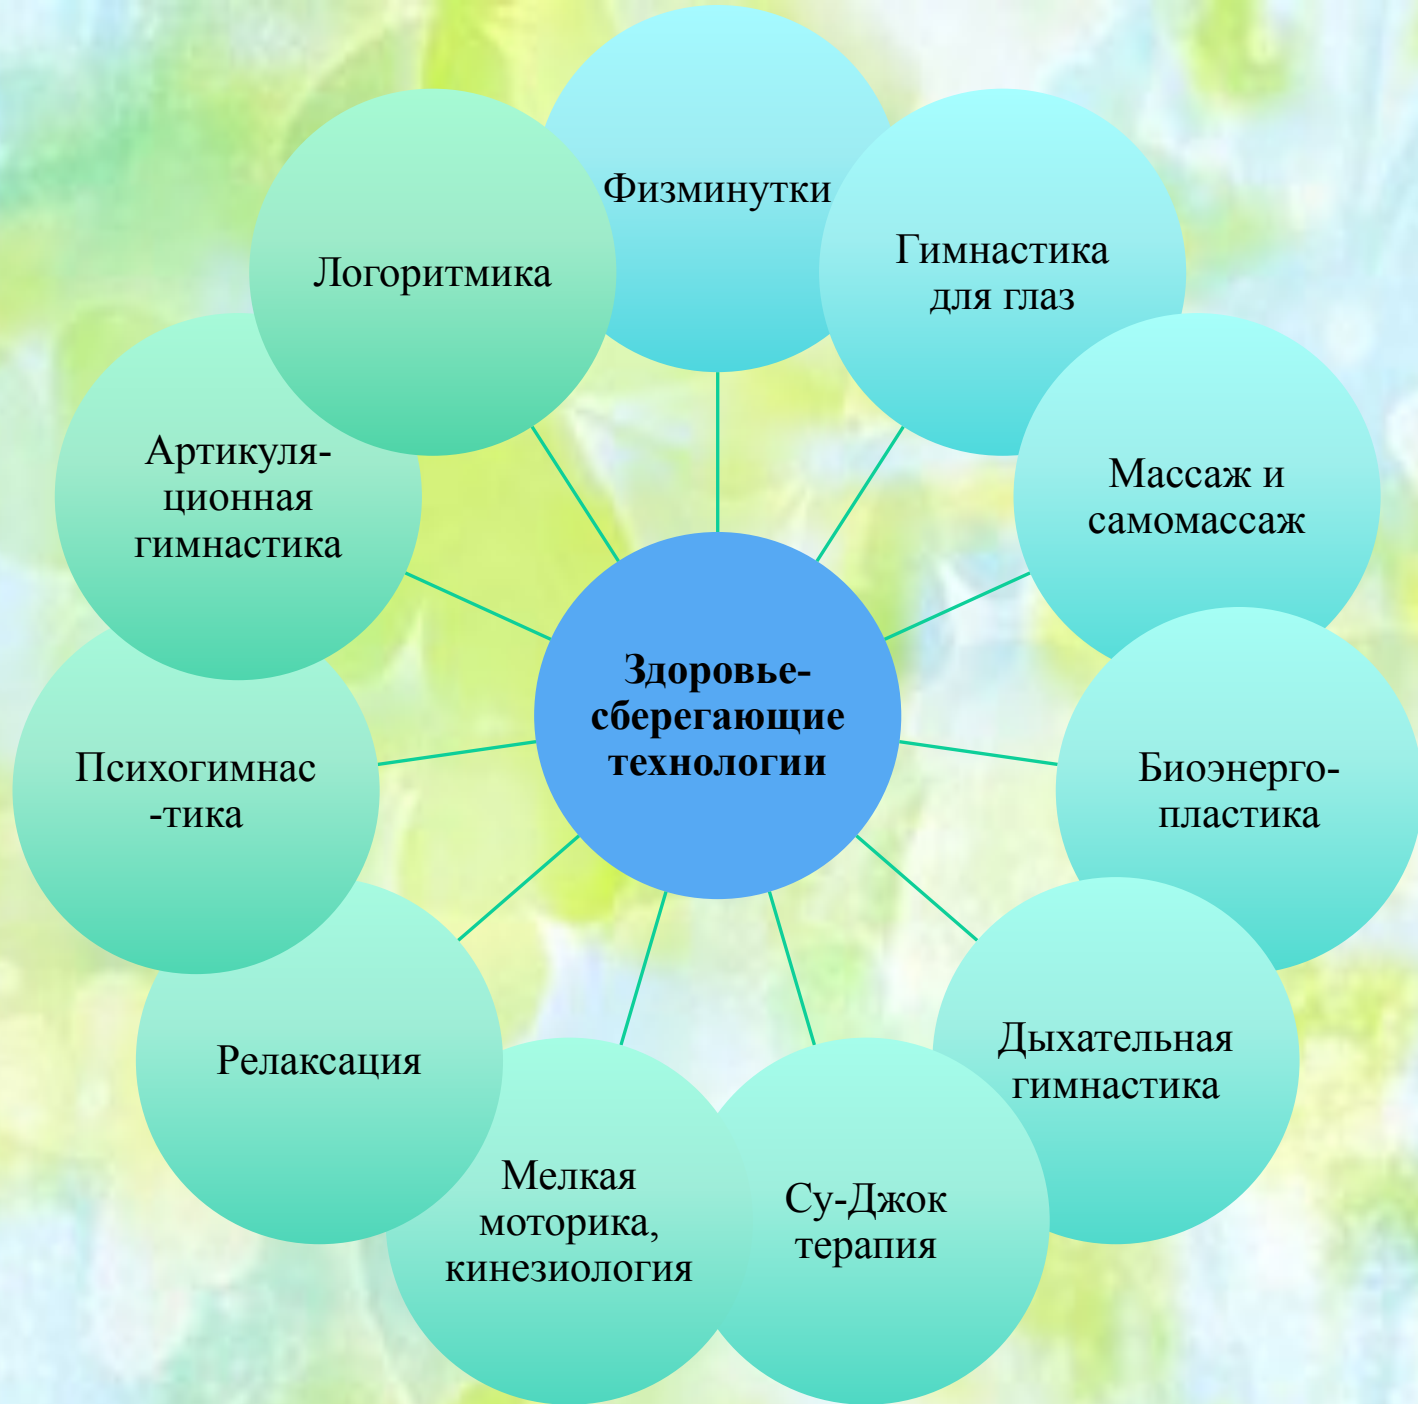 Физминутки
Гимнастика
для глаз
Массаж и
самомассаж
Биоэнерго-
пластика
Дыхательная
гимнастика
Су-Джок
терапия
Мелкая
моторика,
кинезиология
Релаксация
Психогимнас
-тика
Артикуля-
ционная
гимнастика
Логоритмика
Здоровье-
сберегающие
технологии